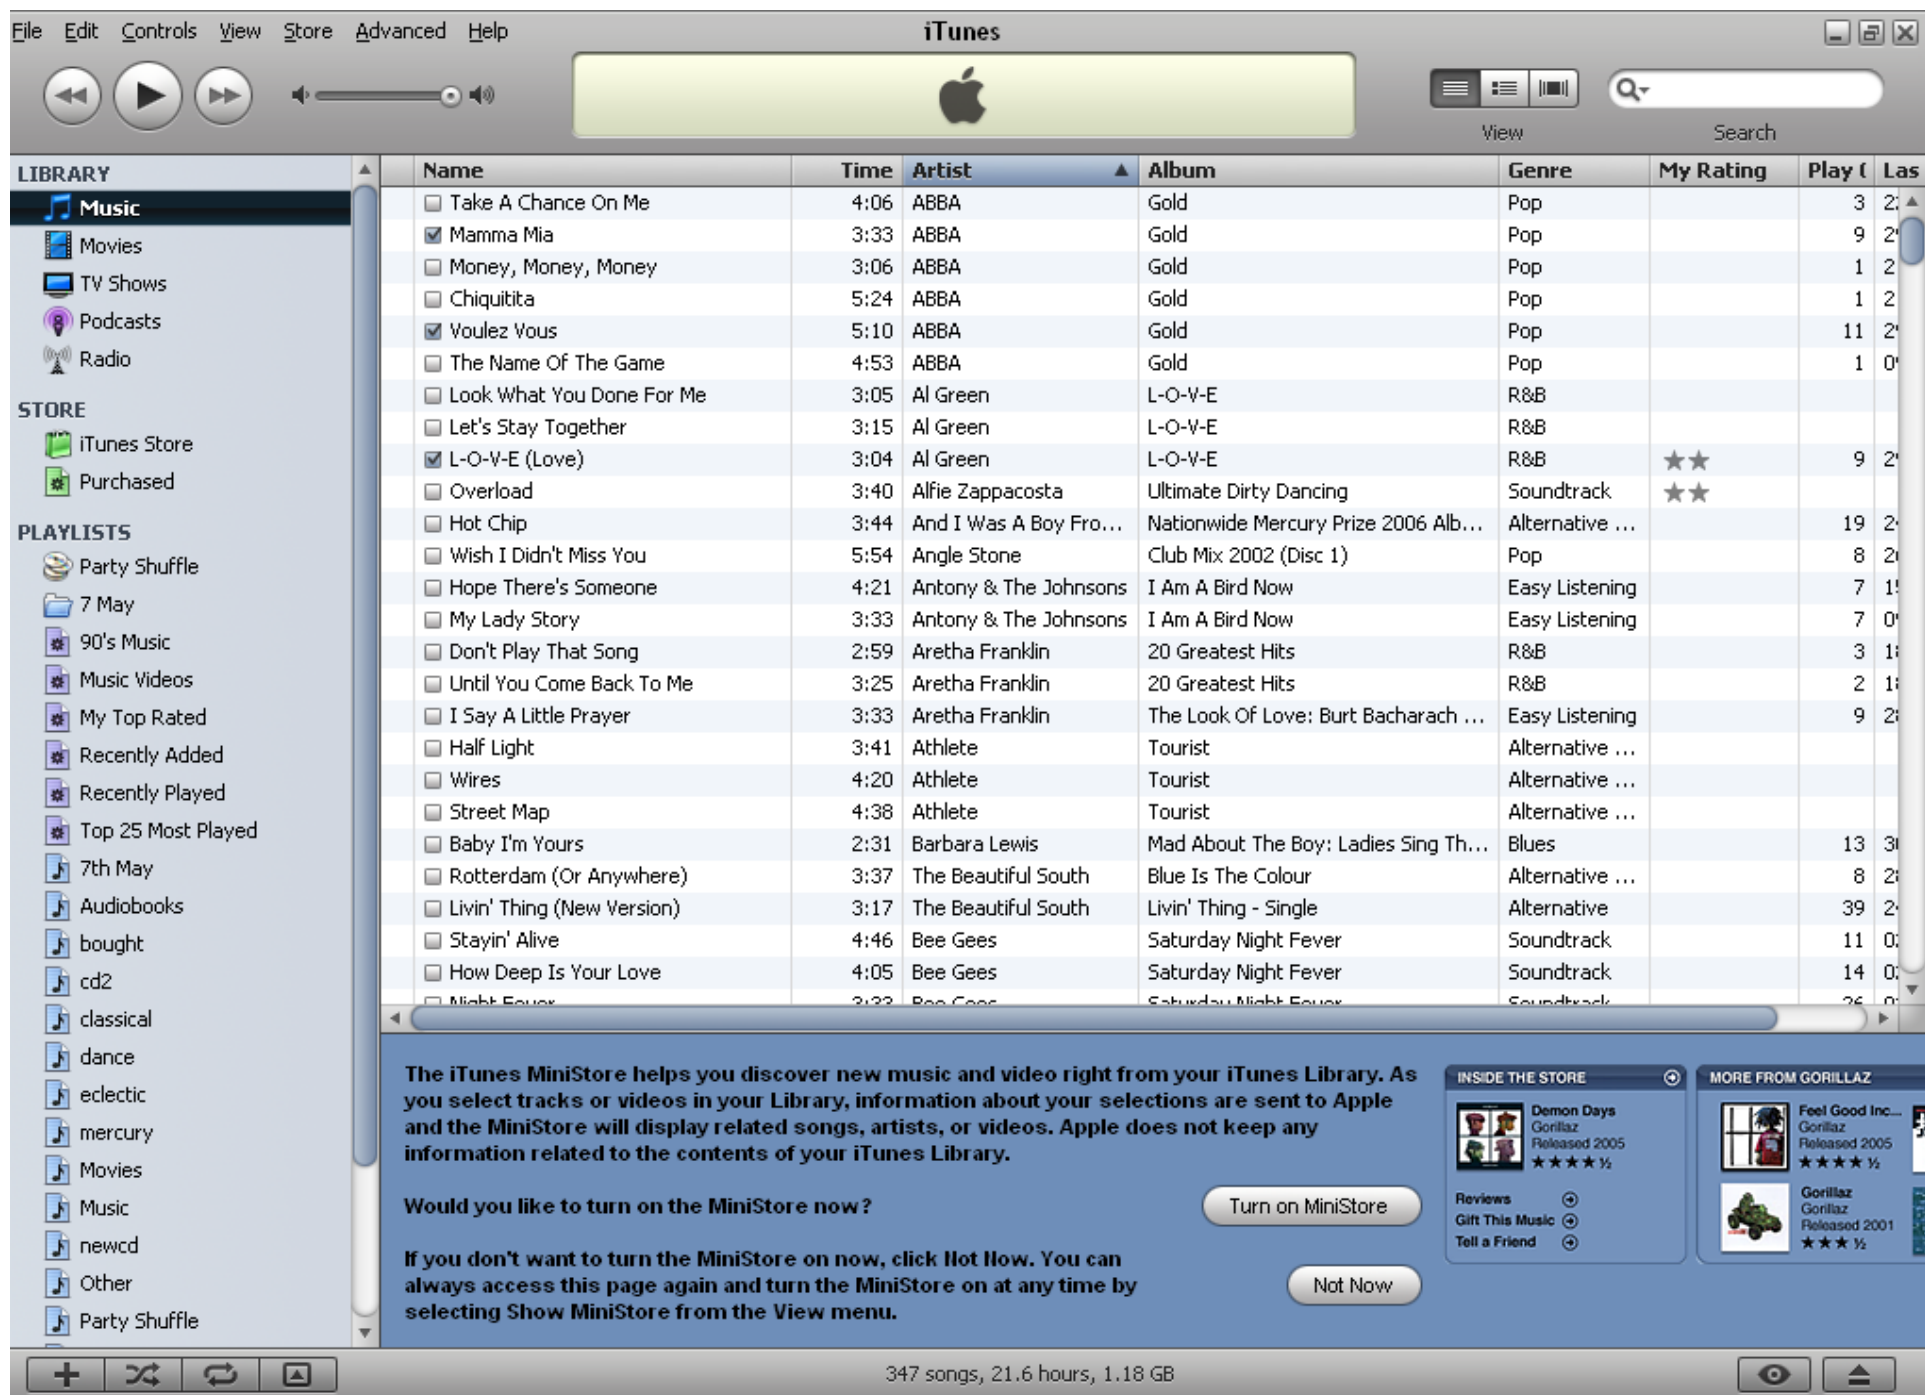 File Edit Controls View Store Advanced Help
iTunes
View
Search
LIBRARY
Music
Movies
TV Shows
Podcasts
Radio
STORE
iTunes Store
Purchased
PLAYLISTS
Party Shuffle
7 May
90's Music
Music Videos
My Top Rated
Recently Added
Recently Played
Top 25 Most Played
7th May
Audiobooks
bought
cd2
classical
dance
eclectic
mercury
Movies
Music
newcd
Other
Party Shuffle
Name Time Artist Album Genre My Rating Play Las
Take A Chance On Me 4:06 ABBA Gold Pop 3
Mamma Mia 3:33 ABBA Gold Pop 9
Money, Money, Money 3:06 ABBA Gold Pop 1
Chiquitita 5:24 ABBA Gold Pop 1
Voulez Vous 5:10 ABBA Gold Pop 11
The Name Of The Game 4:53 ABBA Gold Pop 1
Look What You Done For Me 3:05 Al Green L-O-V-E R&B
Let's Stay Together 3:15 Al Green L-O-V-E R&B
L-O-V-E (Love) 3:04 Al Green L-O-V-E R&B ★★ 9
Overload 3:40 Alfie Zappacosta Ultimate Dirty Dancing Soundtrack ★★
Hot Chip 3:44 And I Was A Boy Fro... Nationwide Mercury Prize 2006 Alb... Alternative ... 19
Wish I Didn't Miss You 5:54 Angle Stone Club Mix 2002 (Disc 1) Pop 8
Hope There's Someone 4:21 Antony & The Johnsons I Am A Bird Now Easy Listening 7
My Lady Story 3:33 Antony & The Johnsons I Am A Bird Now Easy Listening 7
Don't Play That Song 2:59 Aretha Franklin 20 Greatest Hits R&B 3
Until You Come Back To Me 3:25 Aretha Franklin 20 Greatest Hits R&B 2
I Say A Little Prayer 3:33 Aretha Franklin The Look Of Love: Burt Bacharach ... Easy Listening 9
Half Light 3:41 Athlete Tourist Alternative ...
Wires 4:20 Athlete Tourist Alternative ...
Street Map 4:38 Athlete Tourist Alternative ...
Baby I'm Yours 2:31 Barbara Lewis Mad About The Boy: Ladies Sing Th... Blues 13
Rotterdam (Or Anywhere) 3:37 The Beautiful South Blue Is The Colour Alternative ... 8
Livin' Thing (New Version) 3:17 The Beautiful South Livin' Thing - Single Alternative 39
Stayin' Alive 4:46 Bee Gees Saturday Night Fever Soundtrack 11
How Deep Is Your Love 4:05 Bee Gees Saturday Night Fever Soundtrack 14
Night Fever Bee Gees Saturday Night Fever Soundtrack
The iTunes MiniStore helps you discover new music and video right from your iTunes Library. As
you select tracks or videos in your Library, information about your selections are sent to Apple
and the MiniStore will display related songs, artists, or videos. Apple does not keep any
information related to the contents of your iTunes Library.
Would you like to turn on the MiniStore now?
Turn on MiniStore
If you don't want to turn the MiniStore on now, click Not Now. You can
always access this page again and turn the MiniStore on at any time by
selecting Show MiniStore from the View menu.
Not Now
INSIDE THE STORE
Demon Days
Gorillaz
Released 2005
★★★★½
Reviews
Gift This Music
Tell a Friend
MORE FROM GORILLAZ
Feel Good Inc...
Gorillaz
Released 2005
★★★★½
Gorillaz
Gorillaz
Released 2001
★★★½
347 songs, 21.6 hours, 1.18 GB